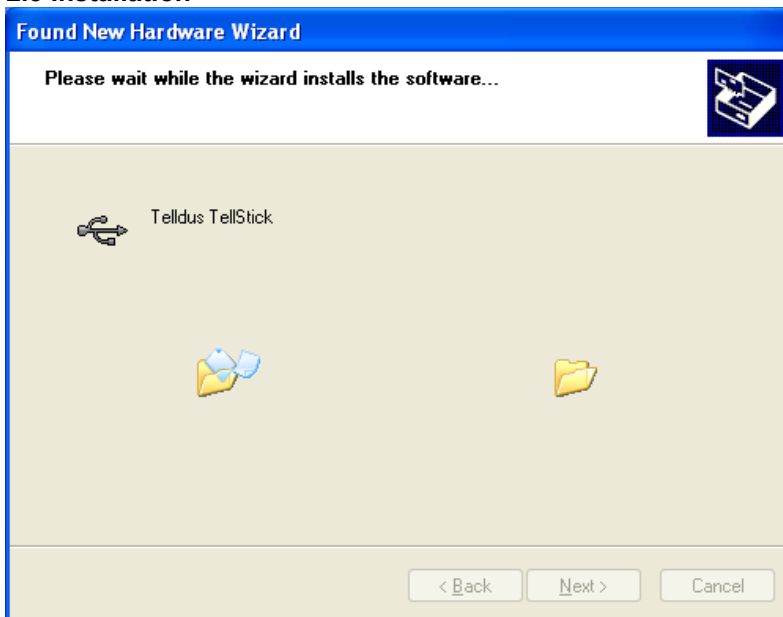 Found New Hardware Wizard
Please wait while the wizard installs the software...
Telldus TellStick
< Back
Next >
Cancel